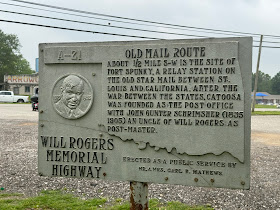 A-21
OLD MAIL ROUTE
ABOUT 1/2 MILE S-W IS THE SITE OF
FORT SPUNKY, A RELAY STATION ON
THE OLD STAR MAIL BETWEEN ST.
LOUIS AND CALIFORNIA. AFTER THE
WAR BETWEEN THE STATES, CATOOSA
WAS FOUNDED AS THE POST OFFICE
WITH JOHN GUNTER SCHRIMSHER (1835
1905) AN UNCLE OF WILL ROGERS AS
POST-MASTER.
WILL ROGERS
MEMORIAL
HIGHWAY.
ERECTED AS A PUBLIC SERVICE BY
MR. & MRS. CARL B. MATHEWS